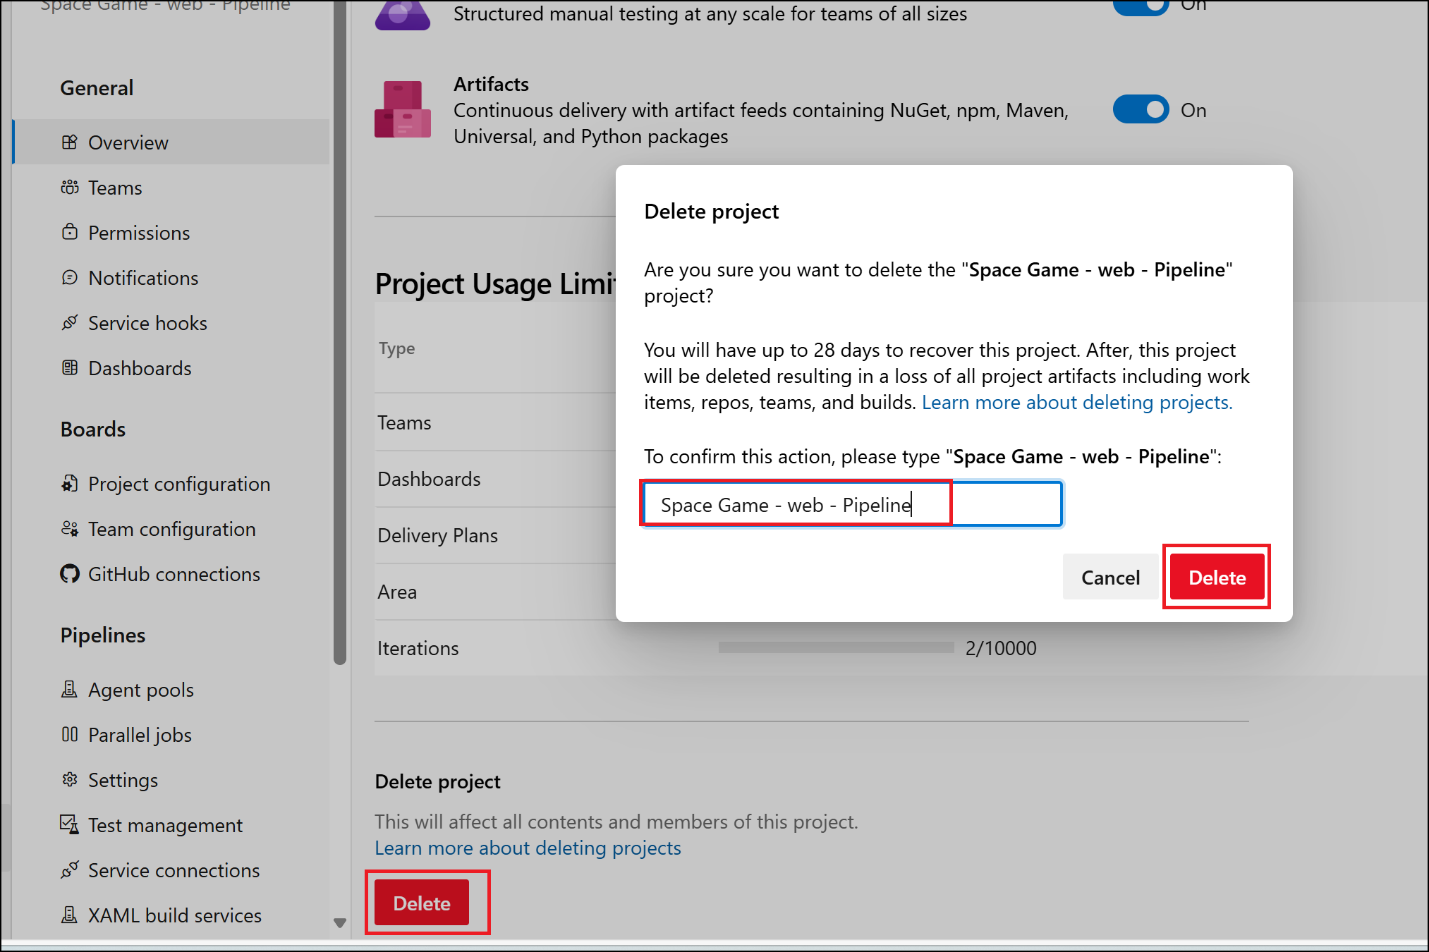 Space Game - web - Pipeline
General
Overview
Teams
Permissions
Notifications
Service hooks
Dashboards
Boards
Project configuration
Team configuration
GitHub connections
Pipelines
Agent pools
Parallel jobs
Settings
Test management
Service connections
XAML build services
Structured manual testing at any scale for teams of all sizes
On
Artifacts
Continuous delivery with artifact feeds containing NuGet, npm, Maven,
Universal, and Python packages
On
Project Usage Limi
Type
Teams
Dashboards
Delivery Plans
Area
Iterations
2/10000
Delete project
This will affect all contents and members of this project.
Learn more about deleting projects
Delete
Delete project
Are you sure you want to delete the "Space Game - web - Pipeline"
project?
You will have up to 28 days to recover this project. After, this project
will be deleted resulting in a loss of all project artifacts including work
items, repos, teams, and builds. Learn more about deleting projects.
To confirm this action, please type "Space Game - web - Pipeline":
Space Game - web - Pipeline
Cancel
Delete